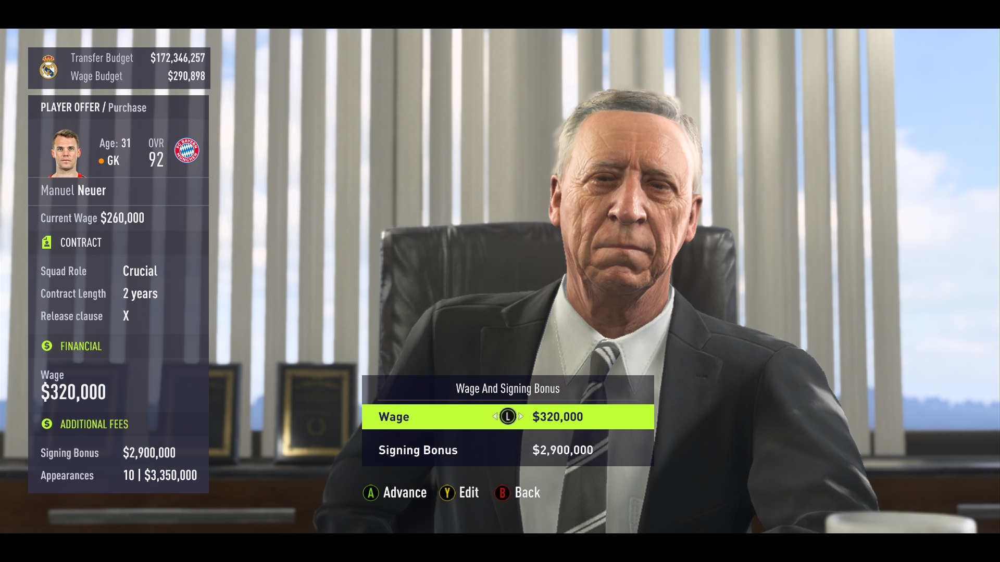 Transfer Budget $172,346,257
Wage Budget $290,898
PLAYER OFFER / Purchase
Age: 31 OVR
GK 92
FC BAYERN MÜNCHEN
Manuel Neuer
Current Wage $260,000
CONTRACT
Squad Role Crucial
Contract Length 2 years
Release clause X
$ FINANCIAL
Wage
$320,000
$ ADDITIONAL FEES
Signing Bonus $2,900,000
Appearances 10 | $3,350,000
Wage And Signing Bonus
Wage L $320,000
Signing Bonus $2,900,000
A Advance Y Edit B Back